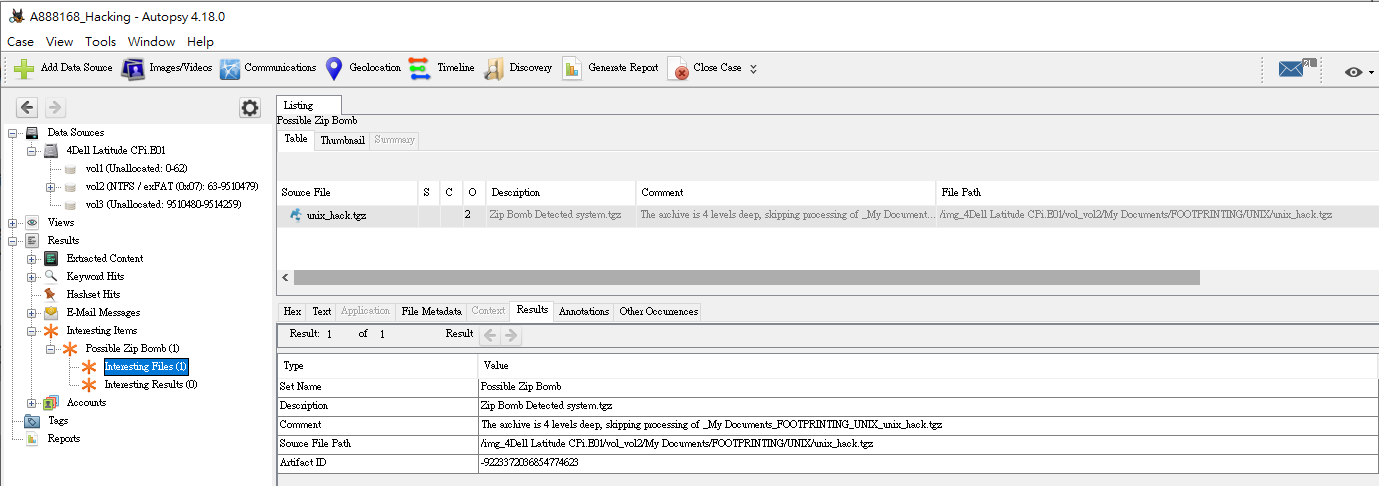 A888168_Hacking - Autopsy 4.18.0
Case View Tools Window Help
Add Data Source Images/Videos Communications Geolocation Timeline Discovery Generate Report Close Case 21
Listing
Possible Zip Bomb
Table Thumbnail Summary
Data Sources
4Dell Latitude CPi.E01
vol1 (Unallocated: 0-62)
vol2 (NTFS / exFAT (0x07): 63-9510479)
vol3 (Unallocated: 9510480-9514259)
Views
Results
Extracted Content
Keyword Hits
Hashset Hits
E-Mail Messages
Interesting Items
Possible Zip Bomb (1)
Interesting Files (1)
Interesting Results (0)
Accounts
Tags
Reports
Source File S C O Description Comment File Path
unix_hack.tgz 2 Zip Bomb Detected system.tgz The archive is 4 levels deep, skipping processing of _My Document... /img_4Dell Latitude CPi.E01/vol_vol2/My Documents/FOOTPRINTING/UNIX/unix_hack.tgz
Hex Text Application File Metadata Context Results Annotations Other Occurrences
Result: 1 of 1 Result
Type Value
Set Name Possible Zip Bomb
Description Zip Bomb Detected system.tgz
Comment The archive is 4 levels deep, skipping processing of _My Documents_FOOTPRINTING_UNIX_unix_hack.tgz
Source File Path /img_4Dell Latitude CPi.E01/vol_vol2/My Documents/FOOTPRINTING/UNIX/unix_hack.tgz
Artifact ID -9223372036854774623